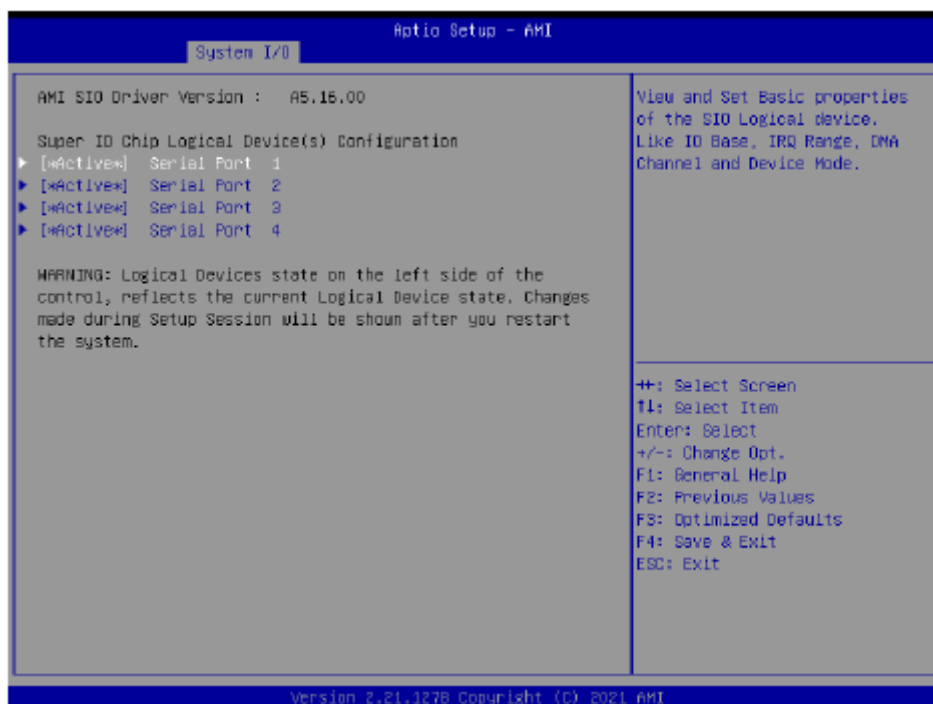 Aptio Setup - AMI
System I/O
AMI SIO Driver Version : A5.16.00
Super IO Chip Logical Device(s) Configuration
[*Active*] Serial Port 1
[*Active*] Serial Port 2
[*Active*] Serial Port 3
[*Active*] Serial Port 4
WARNING: Logical Devices state on the left side of the
control, reflects the current Logical Device state. Changes
made during Setup Session will be shown after you restart
the system.
View and Set Basic properties
of the SIO Logical device.
Like IO Base, IRQ Range, DMA
Channel and Device Mode.
→←: Select Screen
↑↓: Select Item
Enter: Select
+/-: Change Opt.
F1: General Help
F2: Previous Values
F3: Optimized Defaults
F4: Save & Exit
ESC: Exit
Version 2.21.1278 Copyright (C) 2021 AMI